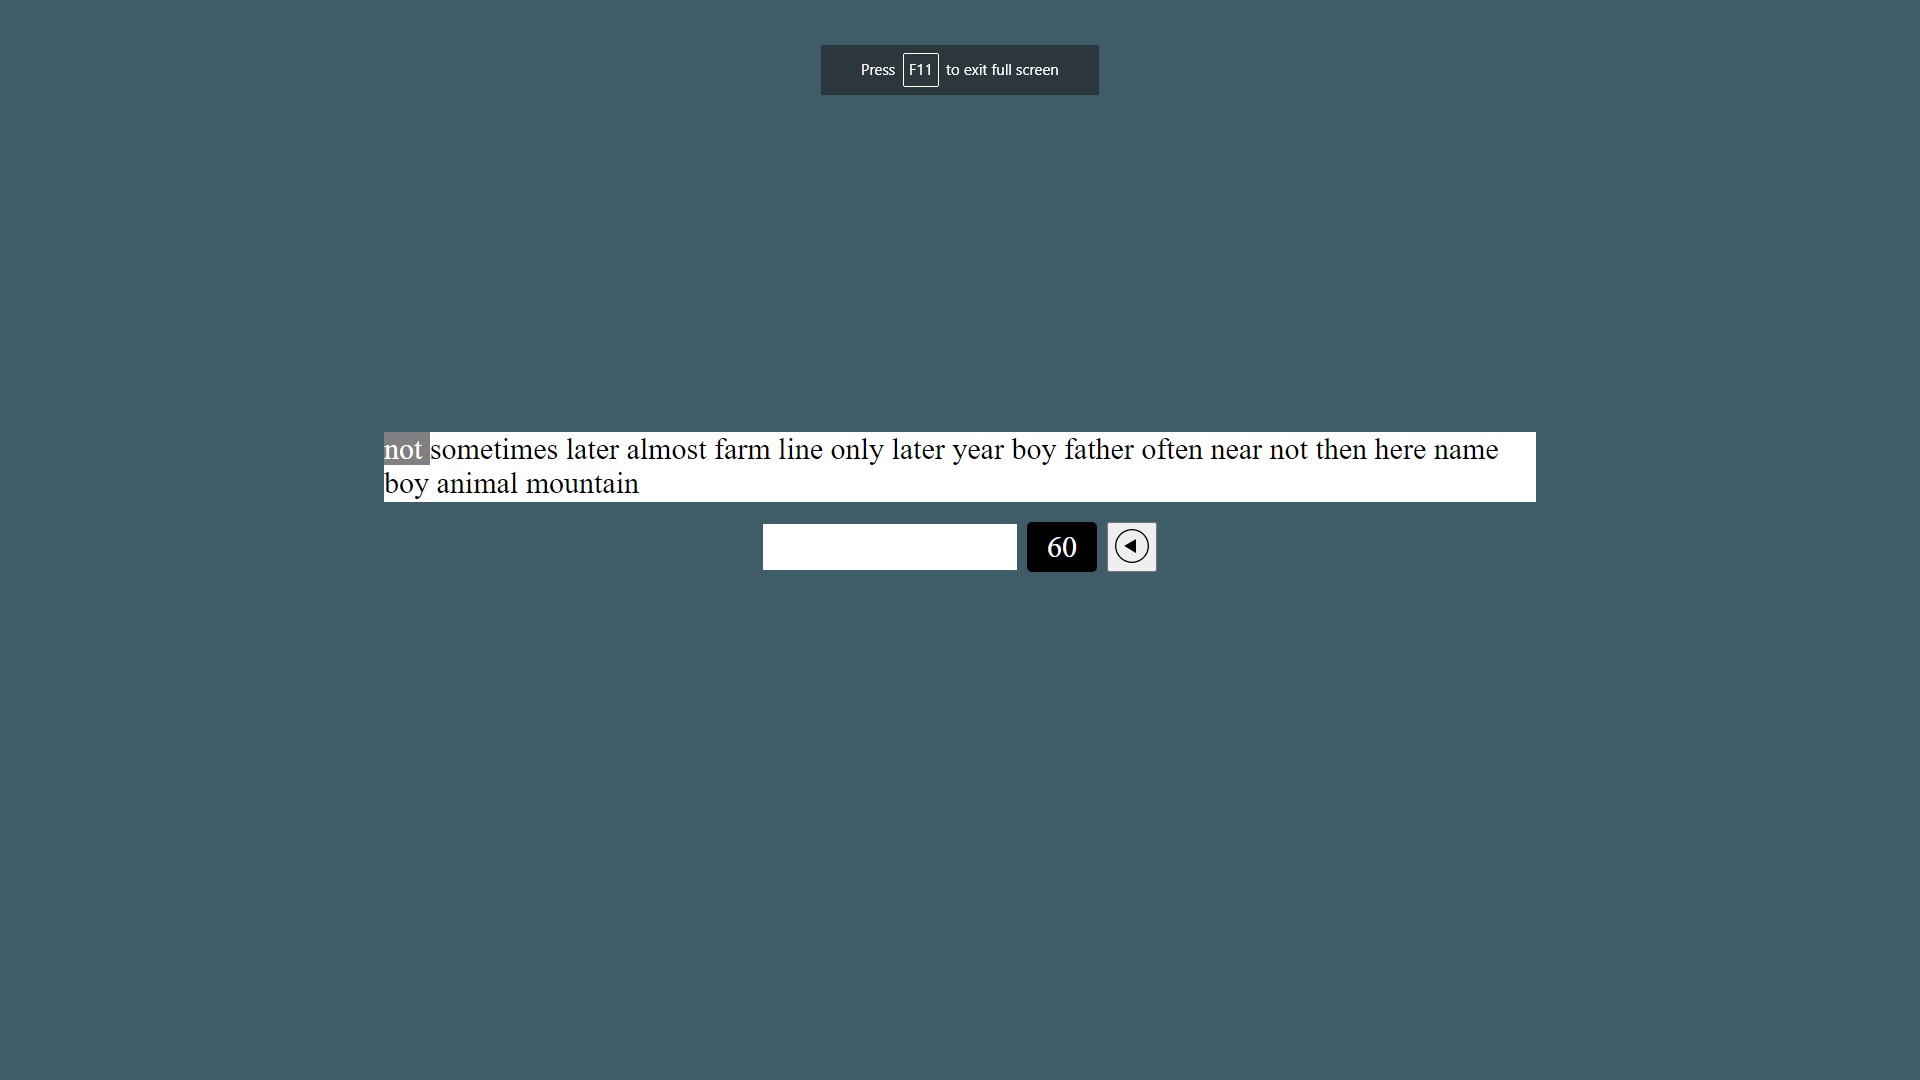 Press F11 to exit full screen
not sometimes later almost farm line only later year boy father often near not then here name
boy animal mountain
60